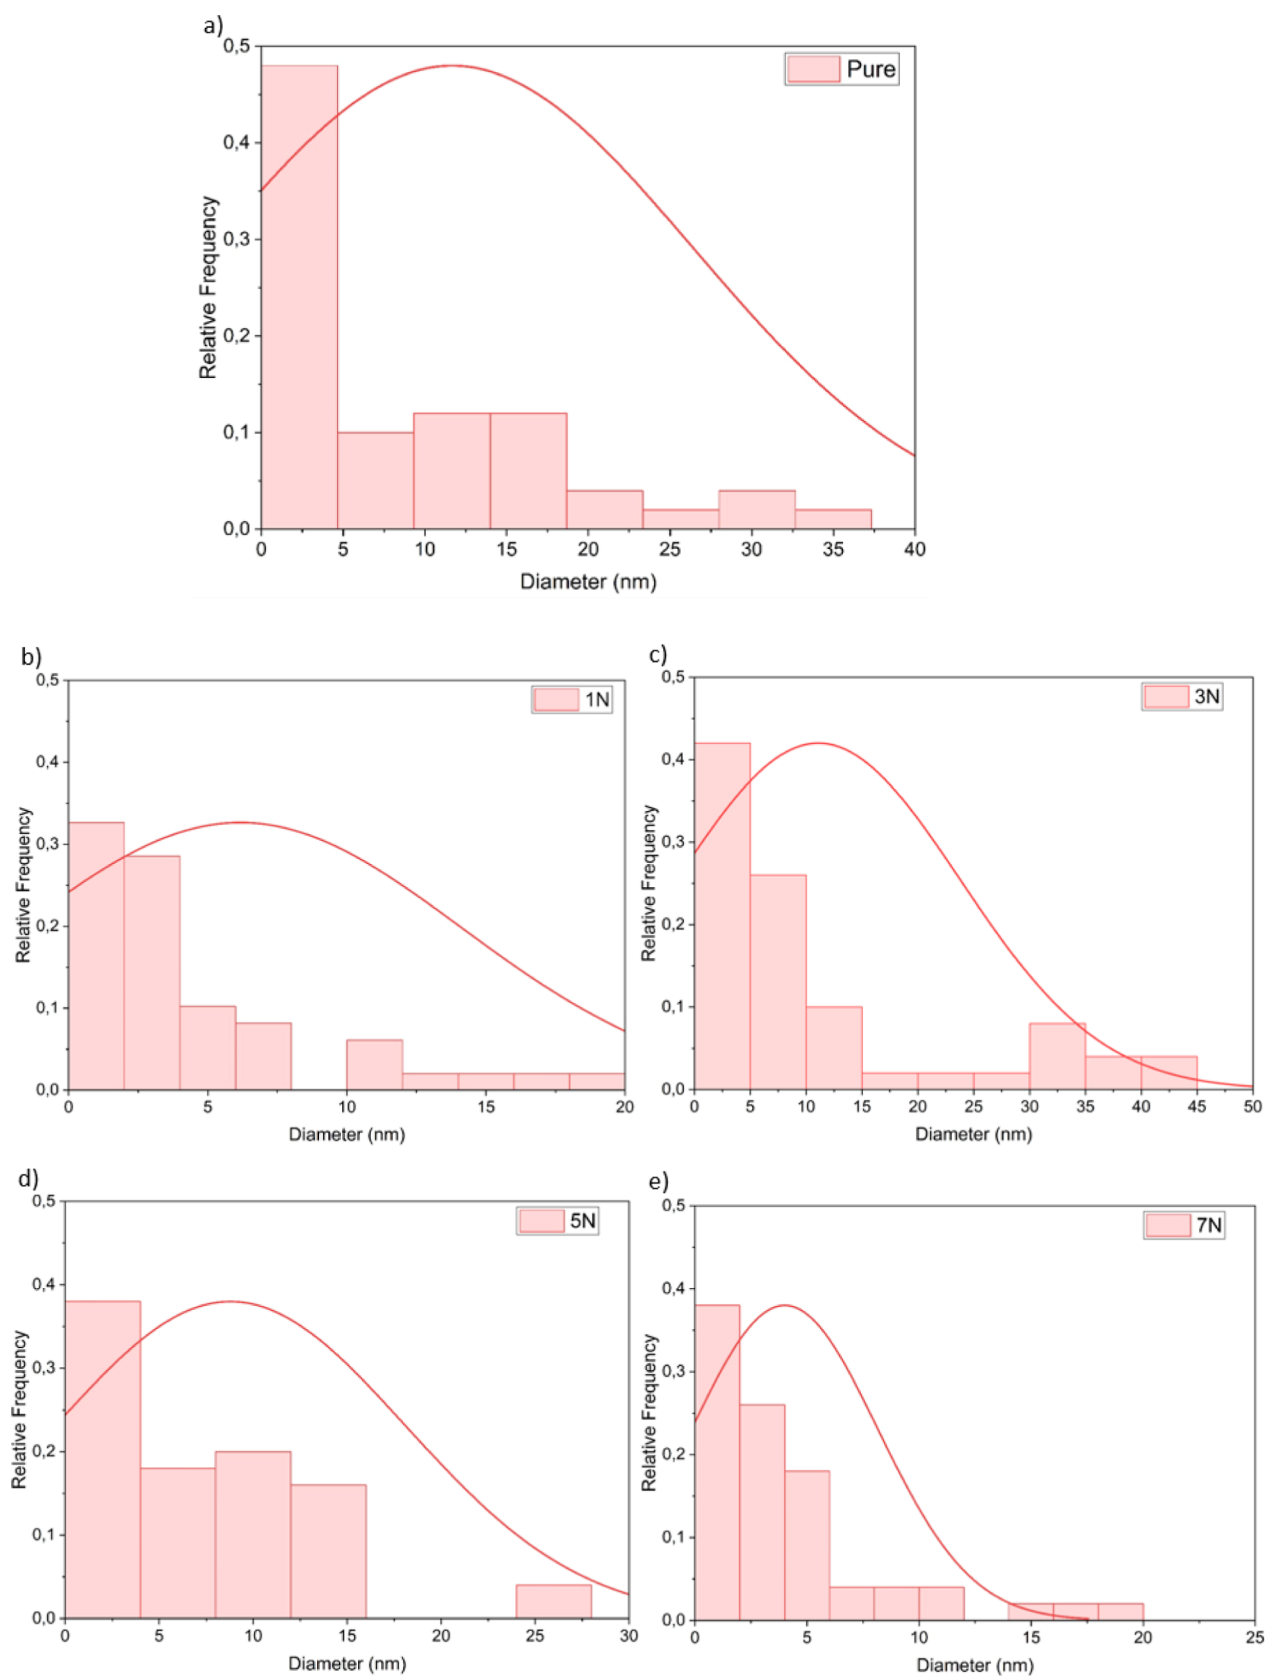 a)
0,5
Pure
0,4
0,3
0,2
0,1
0,0
Relative Frequency
0 5 10 15 20 25 30 35 40
Diameter (nm)
b)
0,5
1N
0,4
0,3
0,2
0,1
0,0
Relative Frequency
0 5 10 15 20
Diameter (nm)
c)
0,5
3N
0,4
0,3
0,2
0,1
0,0
Relative Frequency
0 5 10 15 20 25 30 35 40 45 50
Diameter (nm)
d)
0,5
5N
0,4
0,3
0,2
0,1
0,0
Relative Frequency
0 5 10 15 20 25 30
Diameter (nm)
e)
0,5
7N
0,4
0,3
0,2
0,1
0,0
Relative Frequency
0 5 10 15 20 25
Diameter (nm)